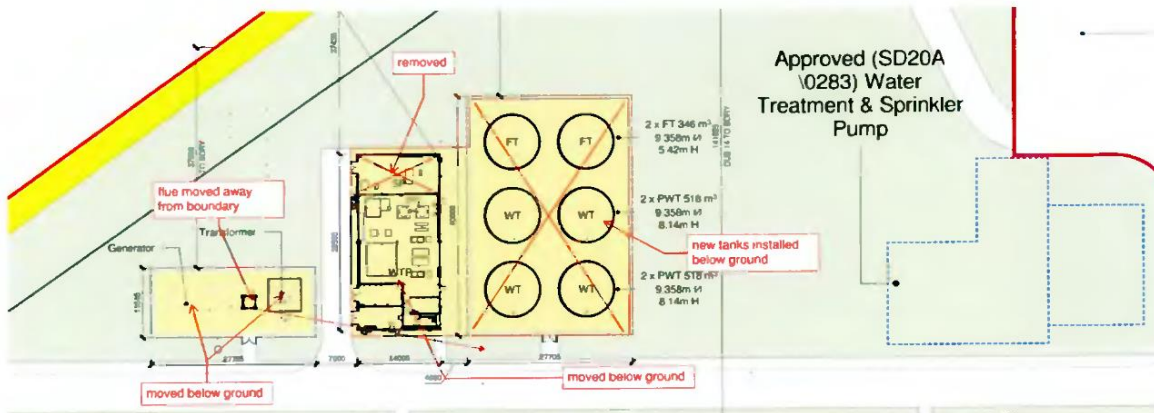 removed
Approved (SD20A
\0283) Water
Treatment & Sprinkler
Pump
2 x FT 346 m³
9.358m
5.42m H
FT
FT
flue moved away
from boundary
SP
2 x PWT 518 m³
9.358m
8.14m H
WT
WT
Generator
Transformer
new tanks installed
below ground
WTP
2 x PWT 518 m³
9.358m
8.14m H
WT
WT
7000
14000
27705
moved below ground
moved below ground